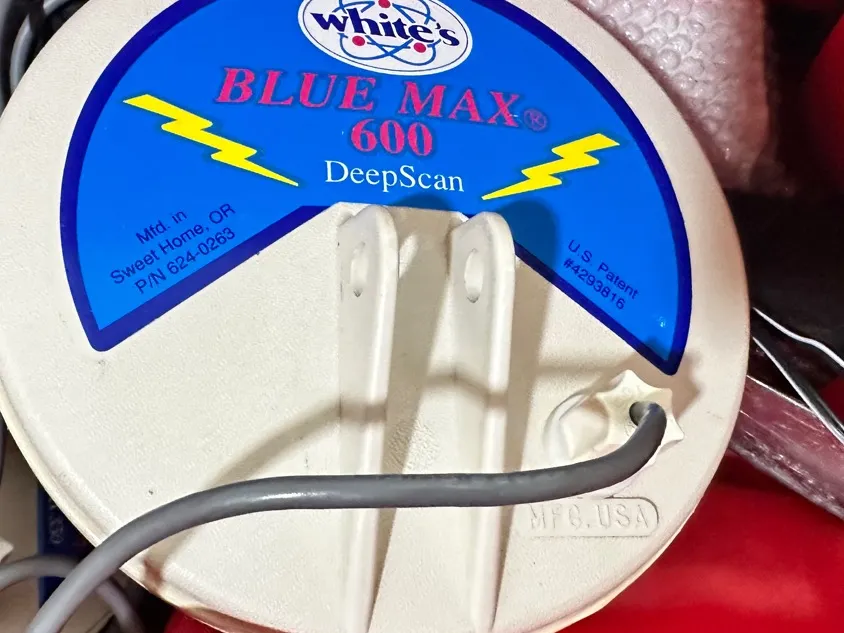 white's
BLUE MAX®
600
DeepScan
Mfd. in
Sweet Home, OR
P/N 624-0263
U.S. Patent
#4293816
MFG. USA